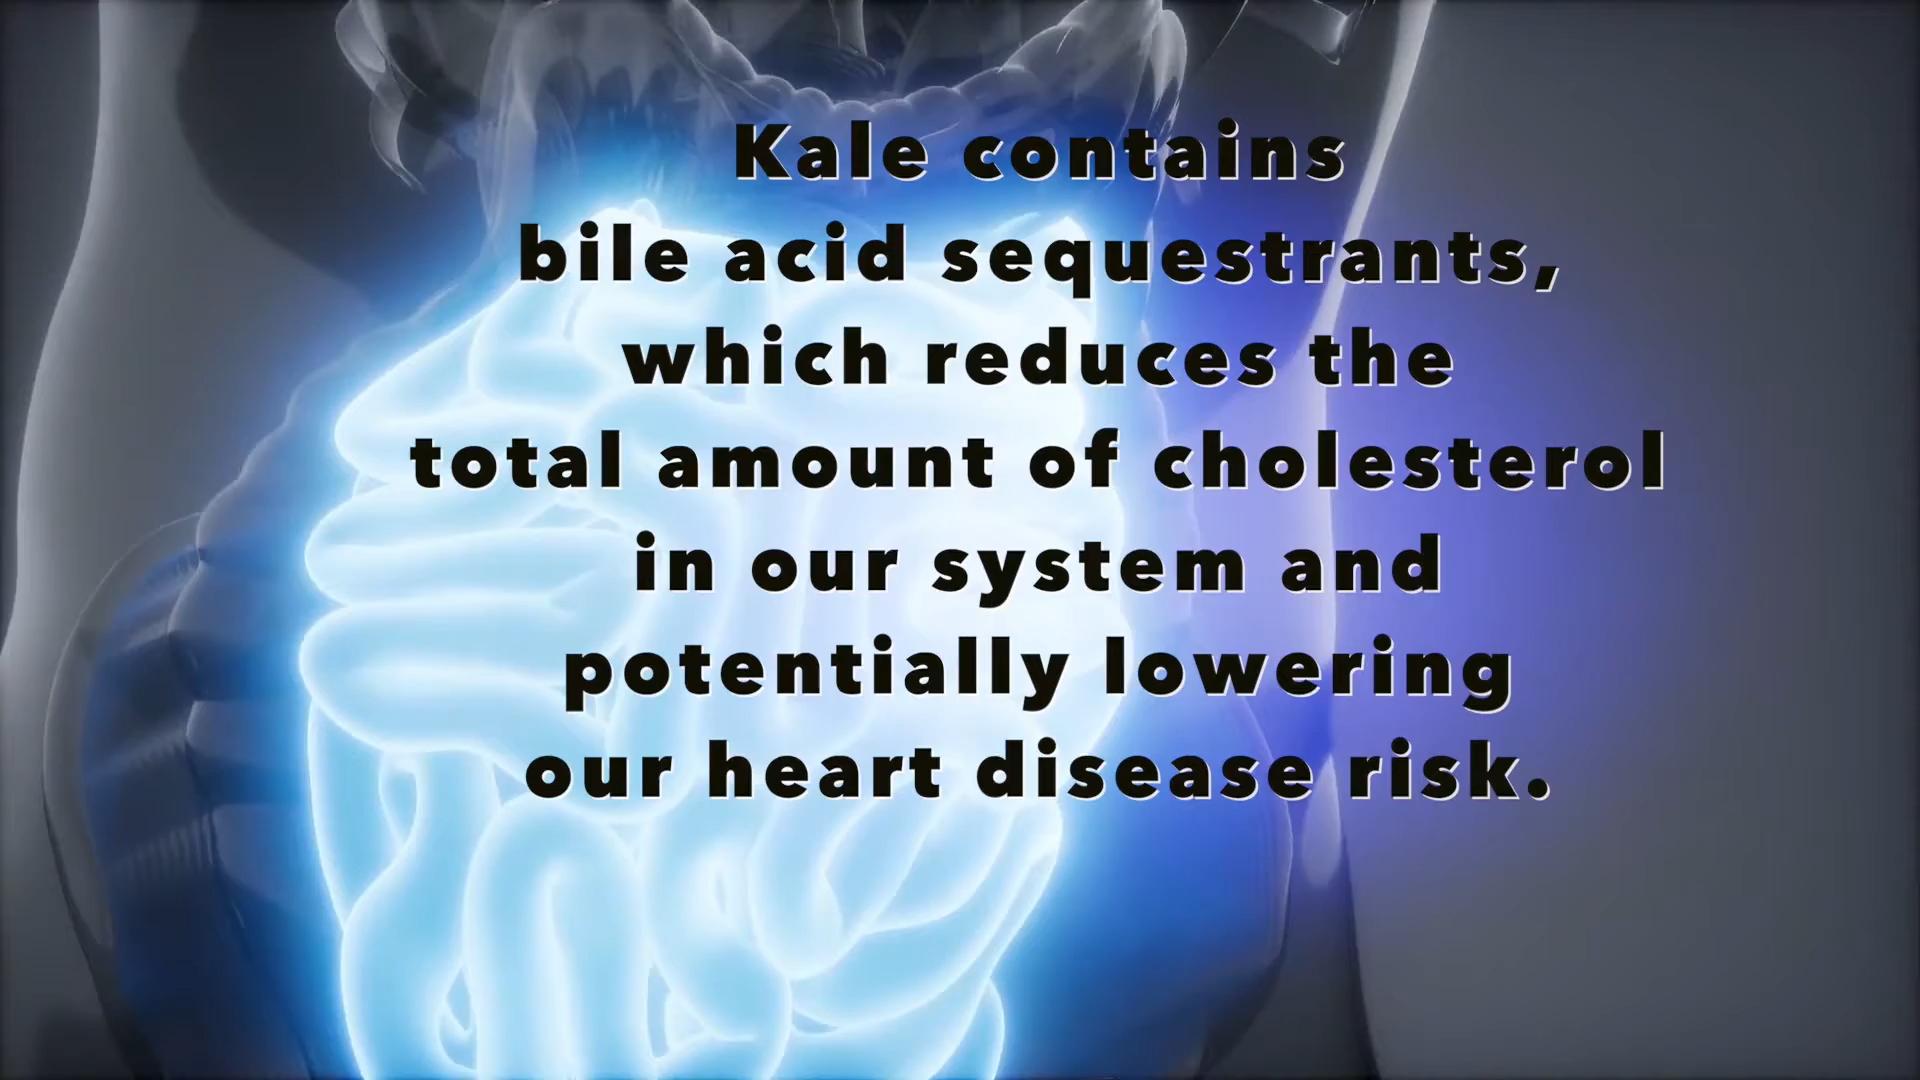 Kale contains
bile acid sequestrants,
which reduces the
total amount of cholesterol
in our system and
potentially lowering
our heart disease risk.